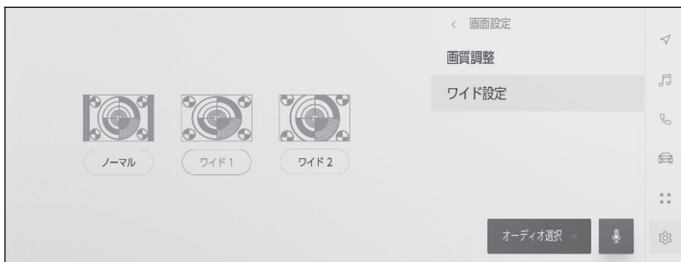 < 画面設定
画質調整
ワイド設定
ノーマル
ワイド 1
ワイド 2
オーディオ選択